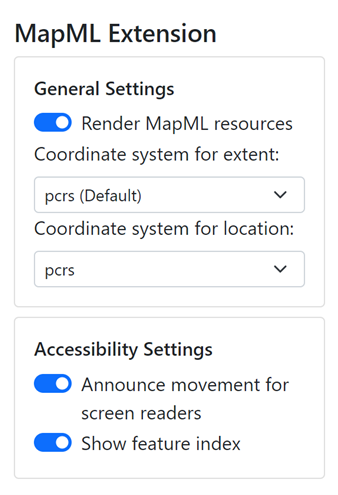 MapML Extension
General Settings
Render MapML resources
Coordinate system for extent:
pcrs (Default)
Coordinate system for location:
pcrs
Accessibility Settings
Announce movement for
screen readers
Show feature index